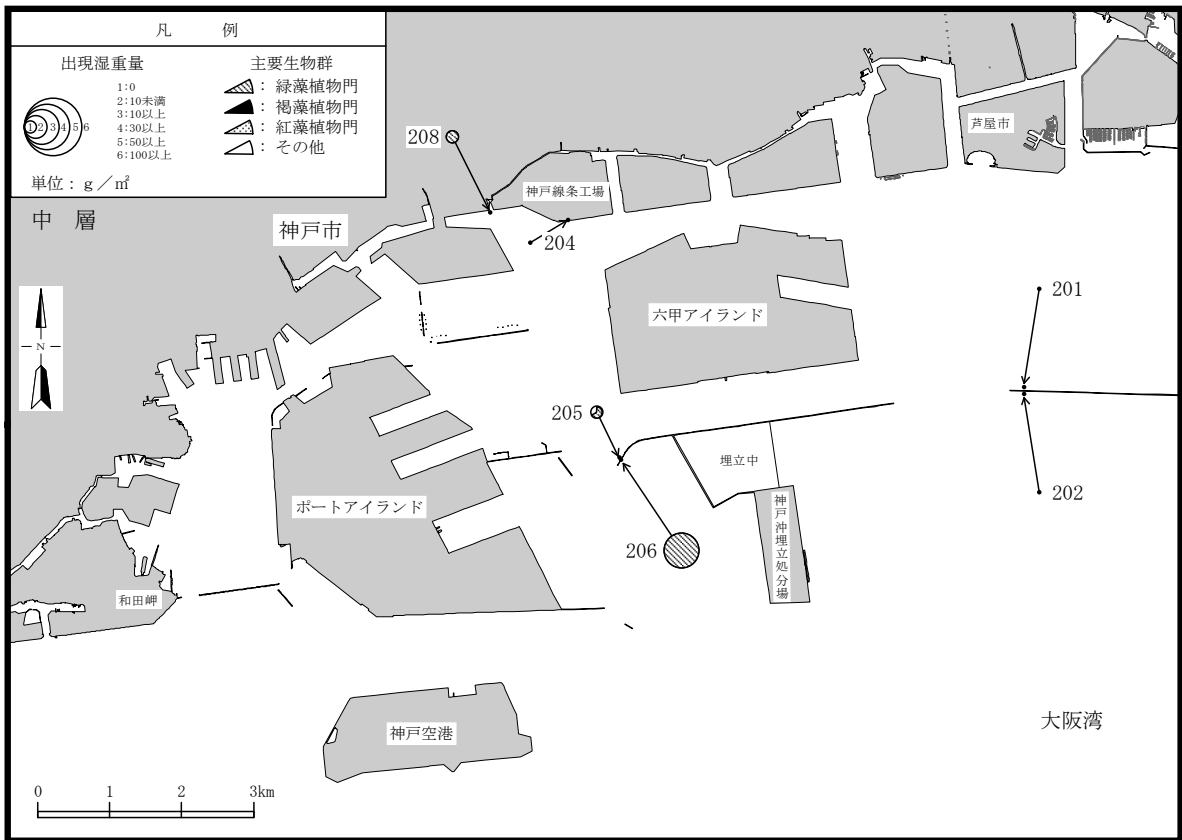 凡　　例
出現湿重量
主要生物群
1:0
2:10未満
3:10以上
4:30以上
5:50以上
6:100以上
1 2 3 4 5 6
：緑藻植物門
：褐藻植物門
：紅藻植物門
：その他
単位：g／㎡
中　層
208
神戸線条工場
芦屋市
神戸市
204
N
六甲アイランド
201
205
埋立中
ポートアイランド
神戸沖埋立処分場
202
206
和田岬
神戸空港
大阪湾
0 1 2 3km